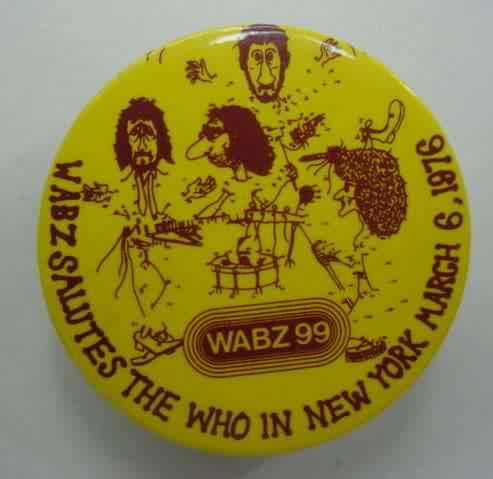 WABZ SALUTES THE WHO IN NEW YORK MARCH 6, 1976
WABZ 99